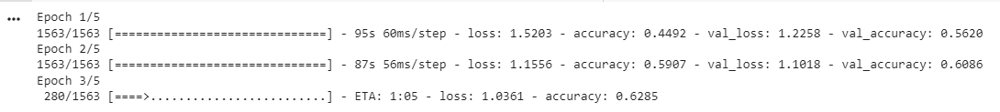 Epoch 1/5
1563/1563 [==============================] - 95s 60ms/step - loss: 1.5203 - accuracy: 0.4492 - val_loss: 1.2258 - val_accuracy: 0.5620
Epoch 2/5
1563/1563 [==============================] - 87s 56ms/step - loss: 1.1556 - accuracy: 0.5907 - val_loss: 1.1018 - val_accuracy: 0.6086
Epoch 3/5
280/1563 [====>.........................] - ETA: 1:05 - loss: 1.0361 - accuracy: 0.6285